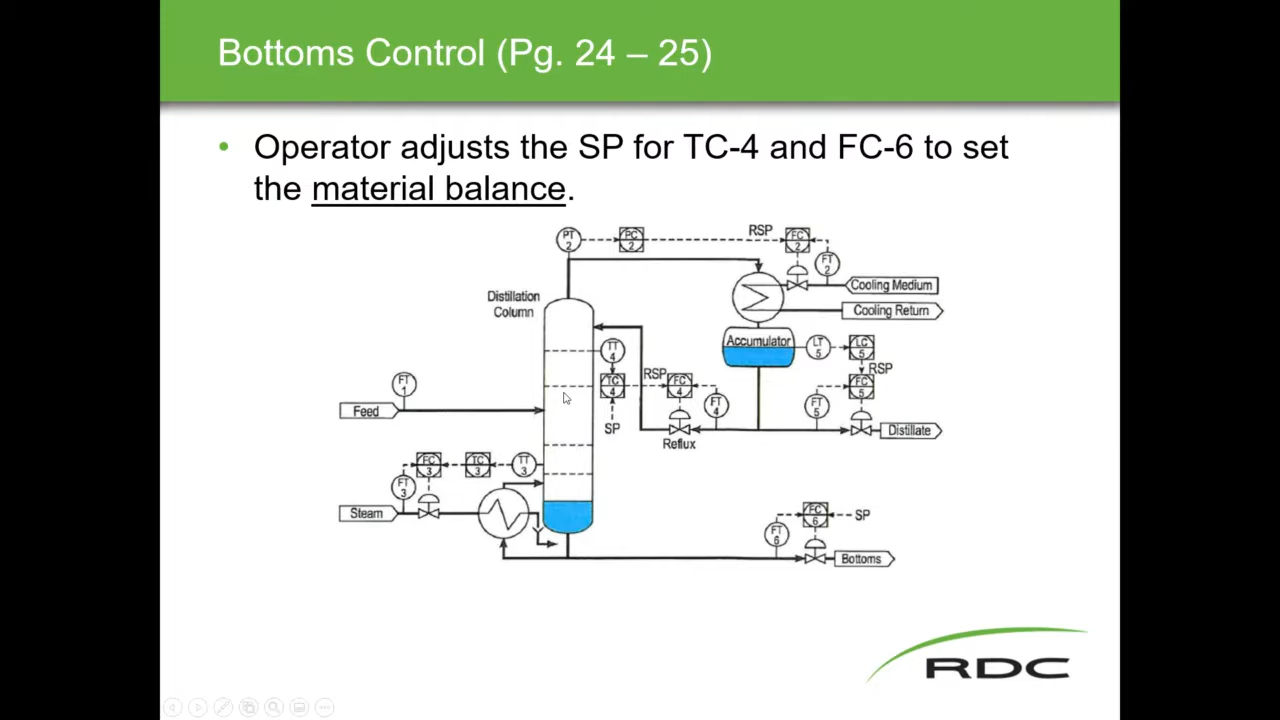 Bottoms Control (Pg. 24 – 25)
• Operator adjusts the SP for TC-4 and FC-6 to set
the material balance.
PT
2
PC
2
RSP
FC
2
FT
2
Cooling Medium
Cooling Return
Distillation
Column
Accumulator
LT
5
LC
5
RSP
TT
4
TC
4
RSP
FC
4
FC
5
FT
1
FT
4
FT
5
Feed
SP
Reflux
Distillate
FC
3
TC
3
TT
3
FT
3
Steam
FC
6
SP
FT
6
Bottoms
RDC